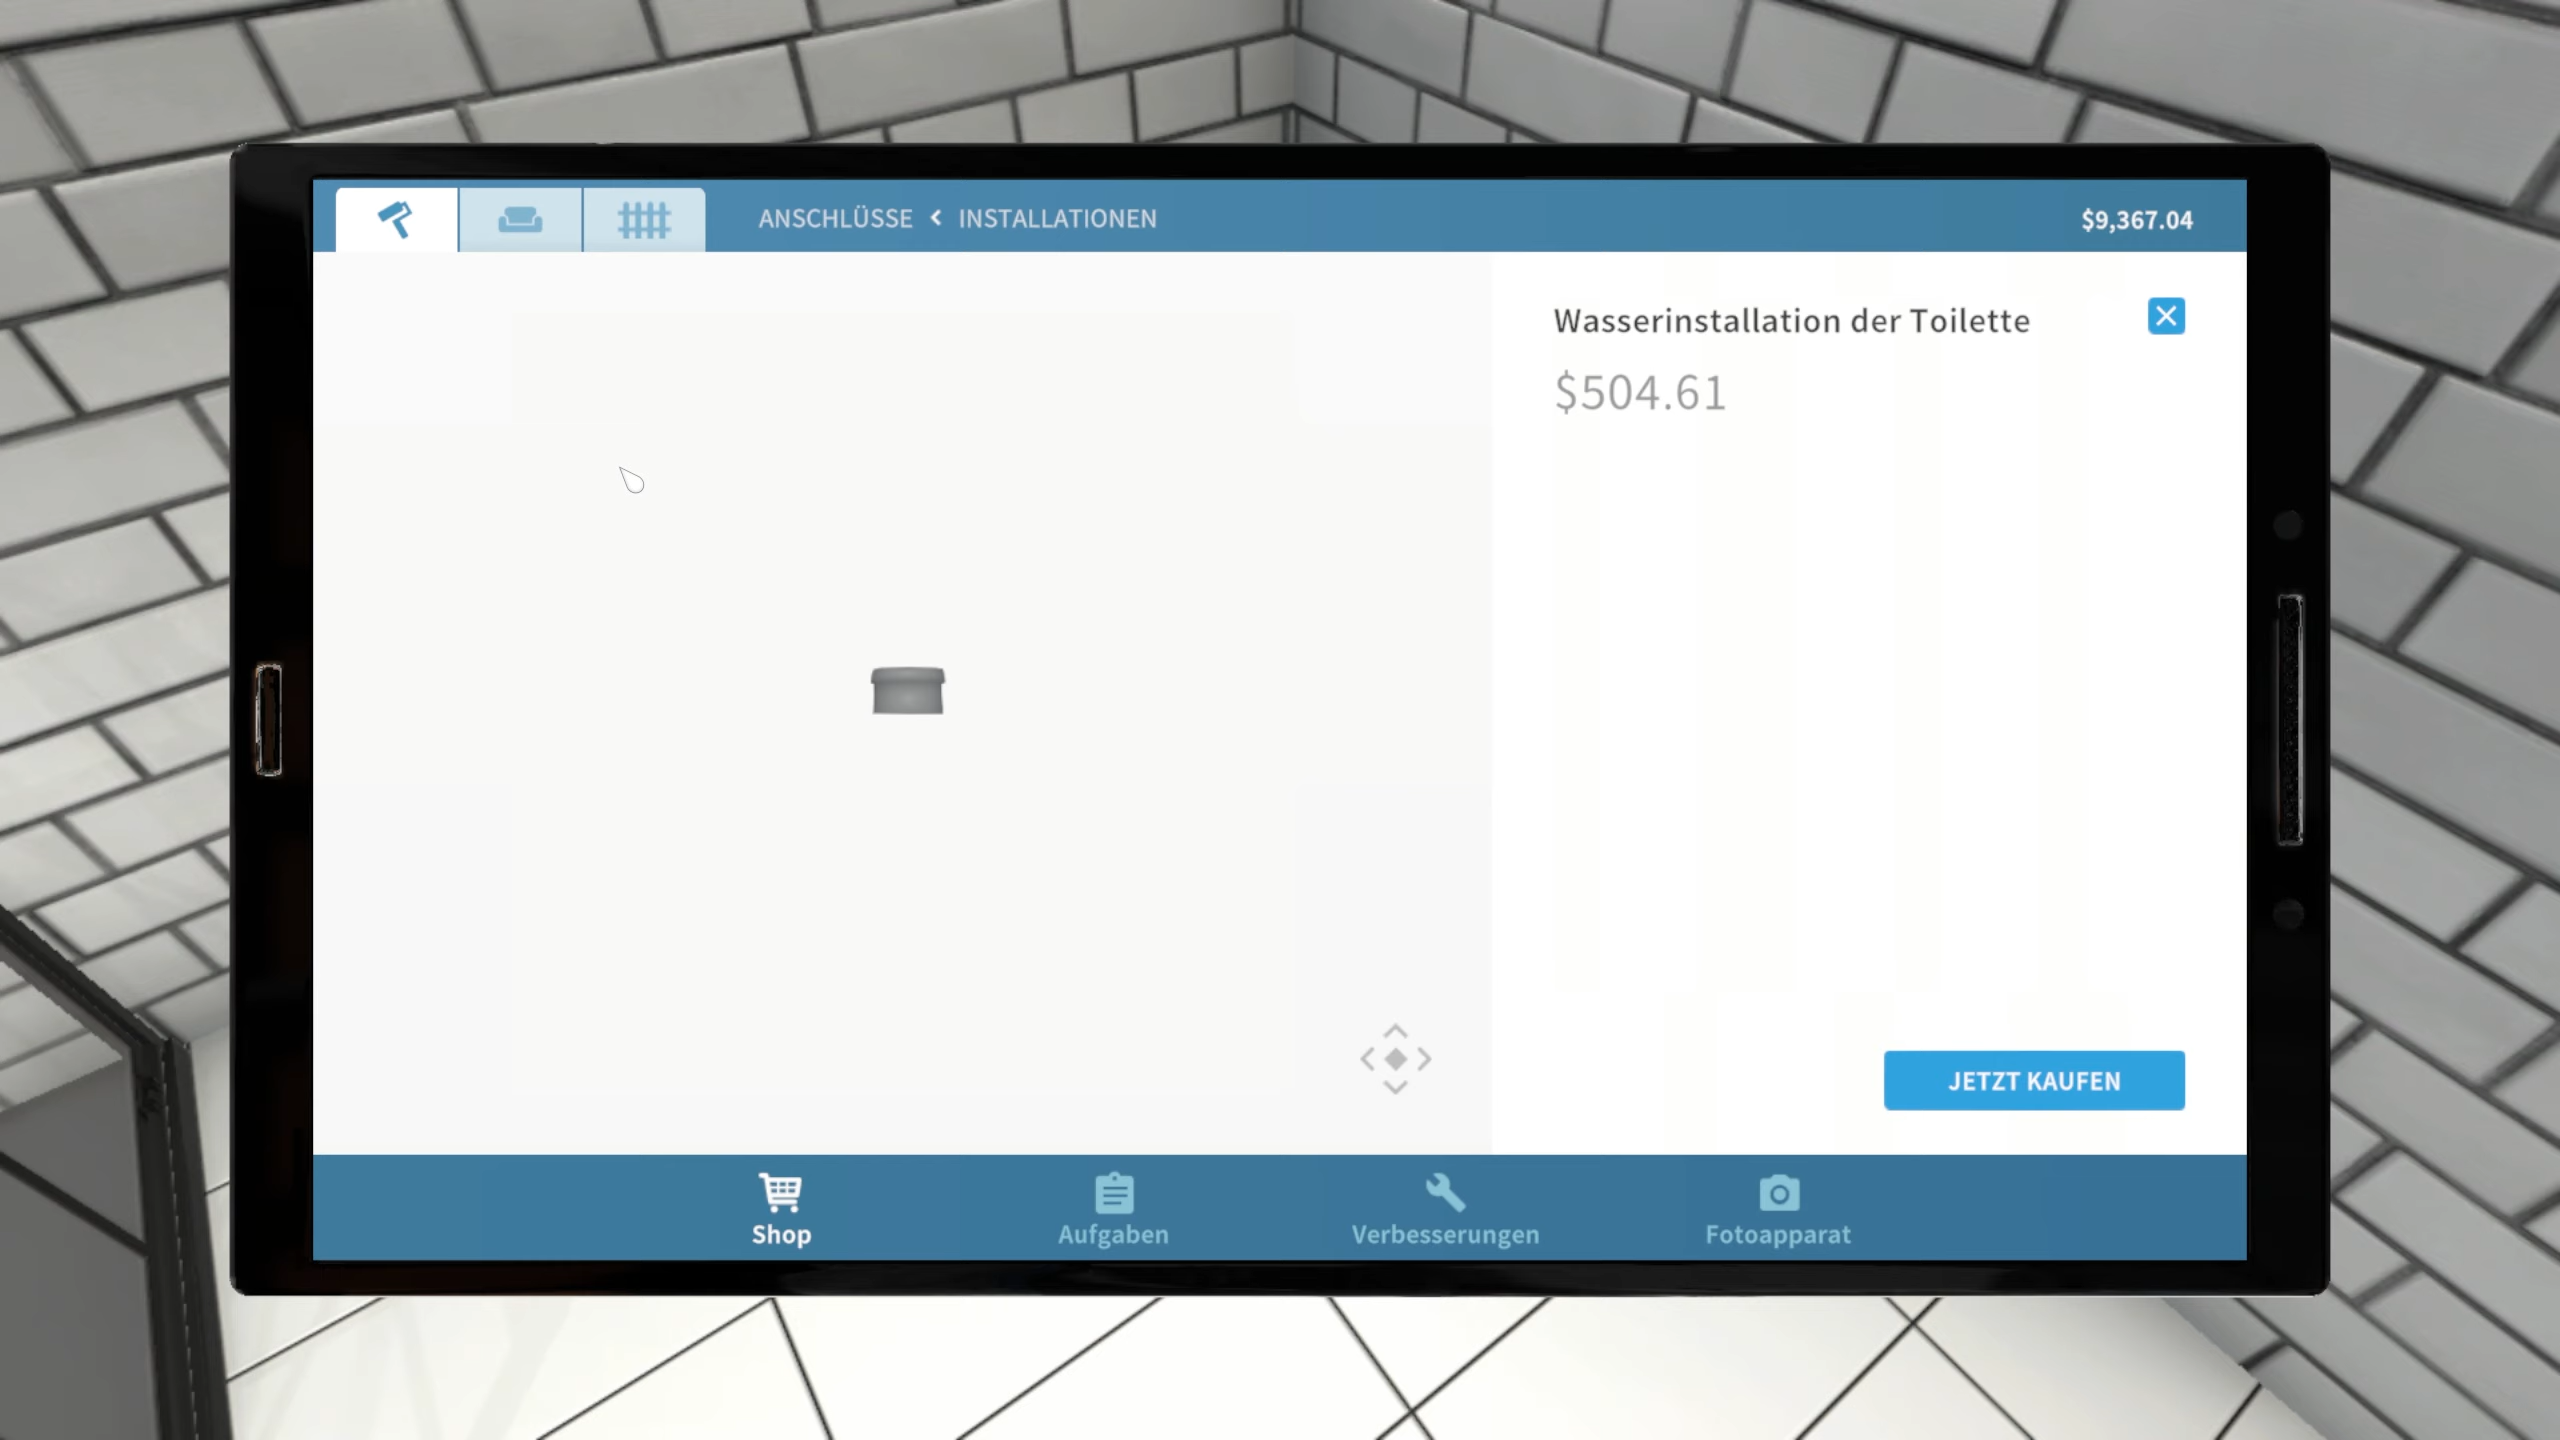 ANSCHLÜSSE < INSTALLATIONEN
$9,367.04
Wasserinstallation der Toilette
$504.61
JETZT KAUFEN
Shop
Aufgaben
Verbesserungen
Fotoapparat